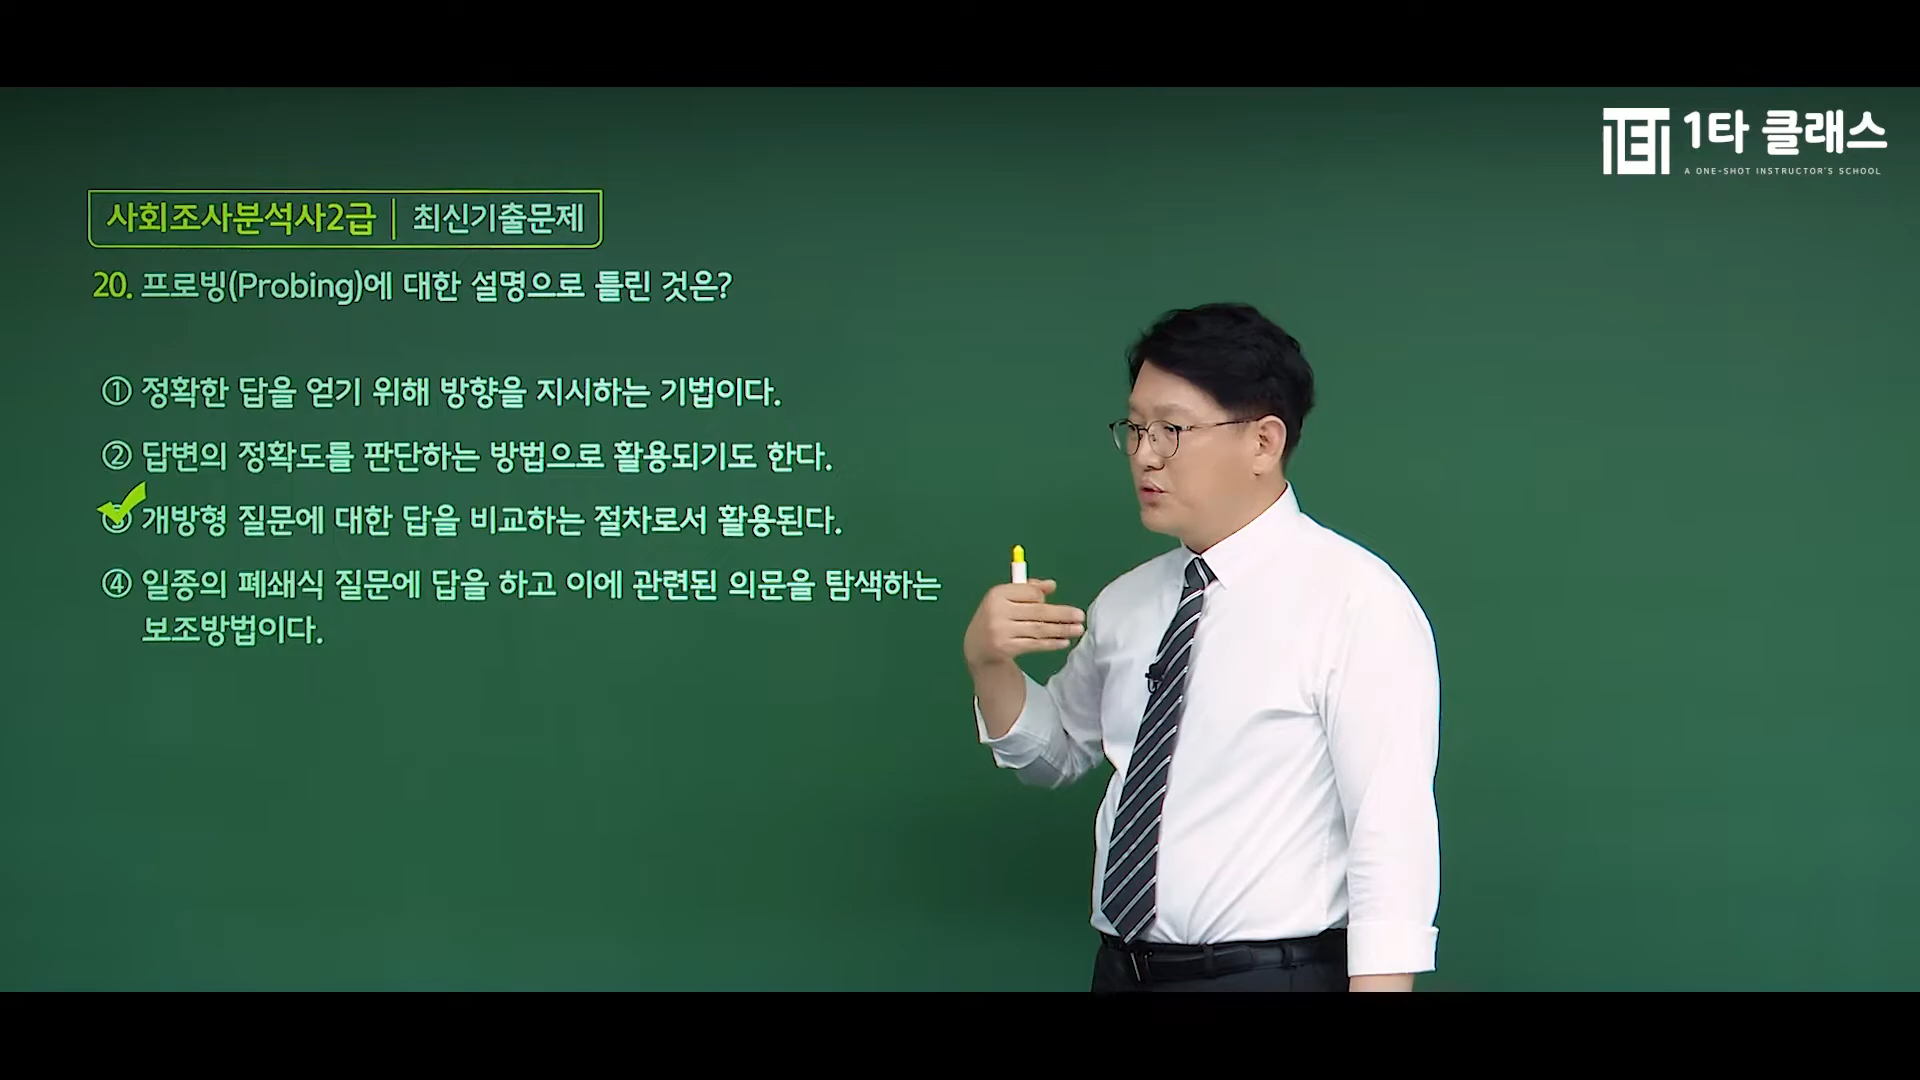 1타 클래스
A ONE-SHOT INSTRUCTOR'S SCHOOL
사회조사분석사2급 | 최신기출문제
20. 프로빙(Probing)에 대한 설명으로 틀린 것은?
① 정확한 답을 얻기 위해 방향을 지시하는 기법이다.
② 답변의 정확도를 판단하는 방법으로 활용되기도 한다.
③ 개방형 질문에 대한 답을 비교하는 절차로서 활용된다.
④ 일종의 폐쇄식 질문에 답을 하고 이에 관련된 의문을 탐색하는
보조방법이다.